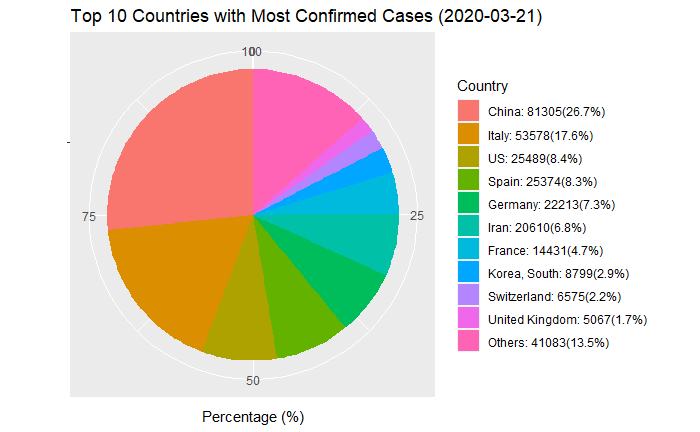 Top 10 Countries with Most Confirmed Cases (2020-03-21)
100
25
50
75
Percentage (%)
Country
China: 81305(26.7%)
Italy: 53578(17.6%)
US: 25489(8.4%)
Spain: 25374(8.3%)
Germany: 22213(7.3%)
Iran: 20610(6.8%)
France: 14431(4.7%)
Korea, South: 8799(2.9%)
Switzerland: 6575(2.2%)
United Kingdom: 5067(1.7%)
Others: 41083(13.5%)